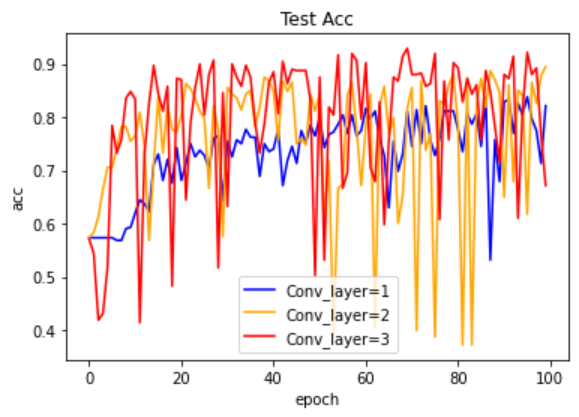 Test Acc
acc
0.9
0.8
0.7
0.6
0.5
0.4
Conv_layer=1
Conv_layer=2
Conv_layer=3
0
20
40
60
80
100
epoch